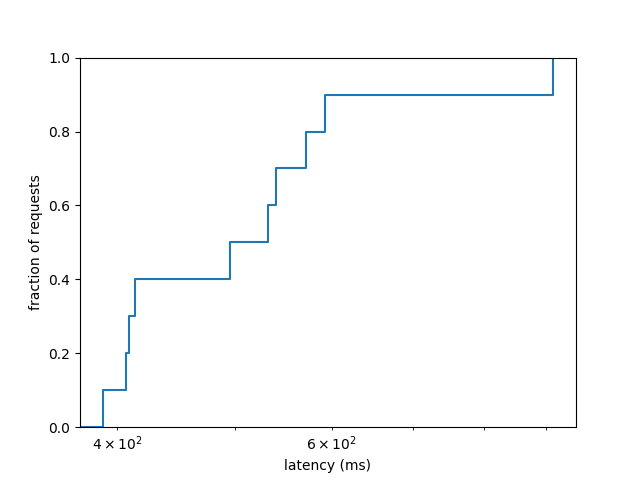 1.0
0.8
0.6
0.4
0.2
0.0
fraction of requests
4 × 10²
6 × 10²
latency (ms)